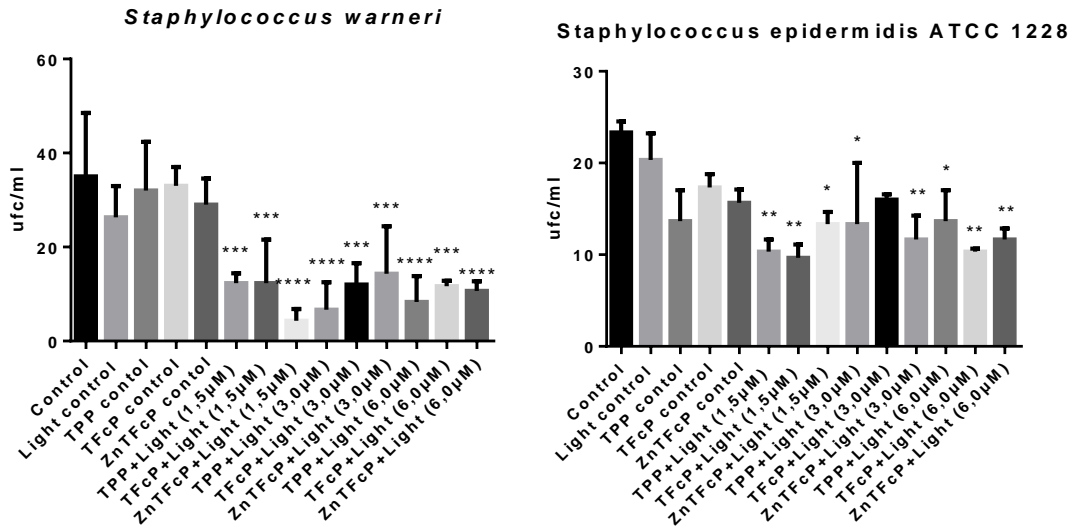 Staphylococcus warneri
60
40
20
0
ufc/ml
***
***
****
****
***
***
****
***
****
Control
Light control
TPP contol
TFcP control
ZnTFcP contol
TPP+Light (1,5µM)
TFcP+Light (1,5µM)
ZnTFcP+Light (1,5µM)
TPP+Light (3,0µM)
TFcP+Light (3,0µM)
ZnTFcP+Light (3,0µM)
TPP+Light (6,0µM)
TFcP+Light (6,0µM)
ZnTFcP+Light (6,0µM)
Staphylococcus epidermidis ATCC 1228
30
20
10
0
ufc/ml
**
**
*
*
**
*
**
**
Control
Light control
TPP control
TFcP control
ZnTFcP control
TPP+Light (1,5µM)
TFcP+Light (1,5µM)
ZnTFcP+Light (1,5µM)
TPP+Light (3,0µM)
TFcP+Light (3,0µM)
ZnTFcP+Light (3,0µM)
TPP+Light (6,0µM)
TFcP+Light (6,0µM)
ZnTFcP+Light (6,0µM)